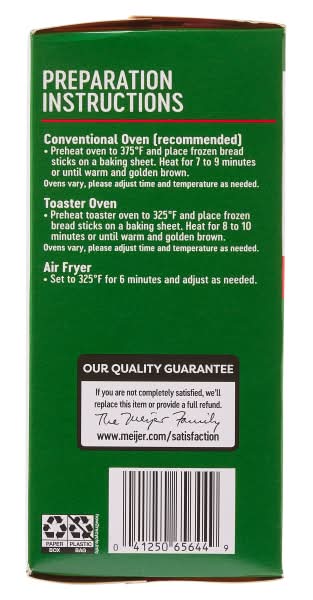 PREPARATION
INSTRUCTIONS
Conventional Oven (recommended)
• Preheat oven to 375°F and place frozen bread
sticks on a baking sheet. Heat for 7 to 9 minutes
or until warm and golden brown.
Ovens vary, please adjust time and temperature as needed.
Toaster Oven
• Preheat toaster oven to 325°F and place frozen
bread sticks on a baking sheet. Heat for 8 to 10
minutes or until warm and golden brown.
Ovens vary, please adjust time and temperature as needed.
Air Fryer
• Set to 325°F for 6 minutes and adjust as needed.
OUR QUALITY GUARANTEE
If you are not completely satisfied, we'll
replace this item or provide a full refund.
The Meijer Family
www.meijer.com/satisfaction
PAPER
BOX
PLASTIC
BAG
0 41250 65644 9